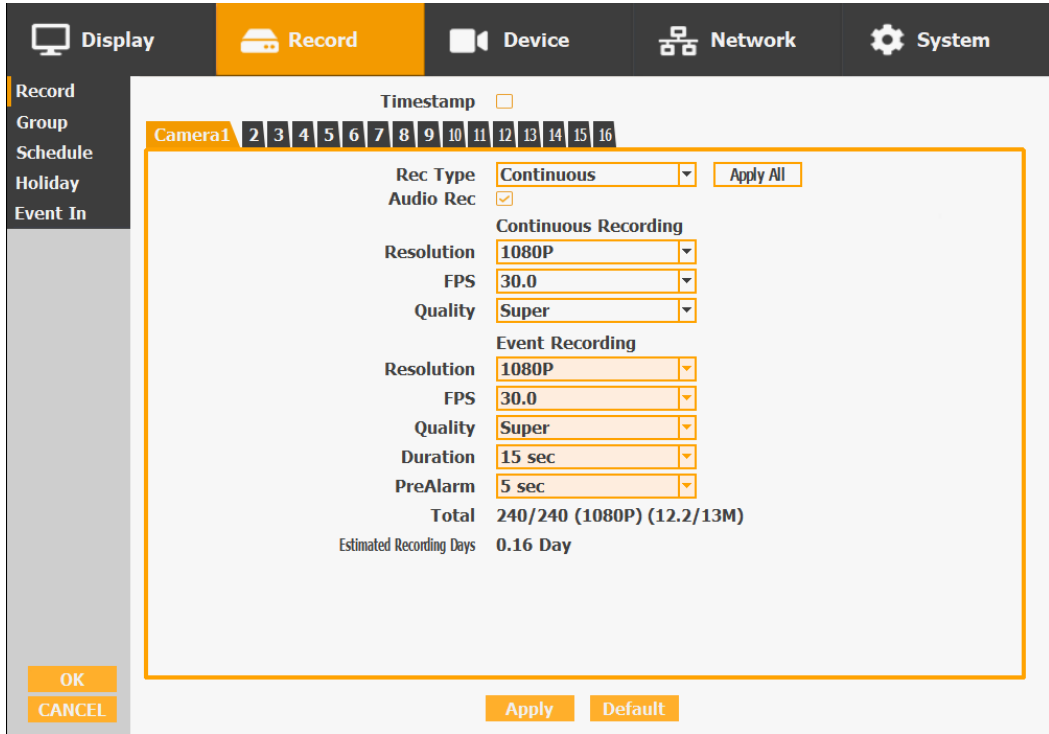 Display Record Device Network System
Record
Group
Schedule
Holiday
Event In
Timestamp
Camera1 2 3 4 5 6 7 8 9 10 11 12 13 14 15 16
Rec Type Continuous Apply All
Audio Rec
Continuous Recording
Resolution 1080P
FPS 30.0
Quality Super
Event Recording
Resolution 1080P
FPS 30.0
Quality Super
Duration 15 sec
PreAlarm 5 sec
Total 240/240 (1080P) (12.2/13M)
Estimated Recording Days 0.16 Day
OK
CANCEL
Apply Default